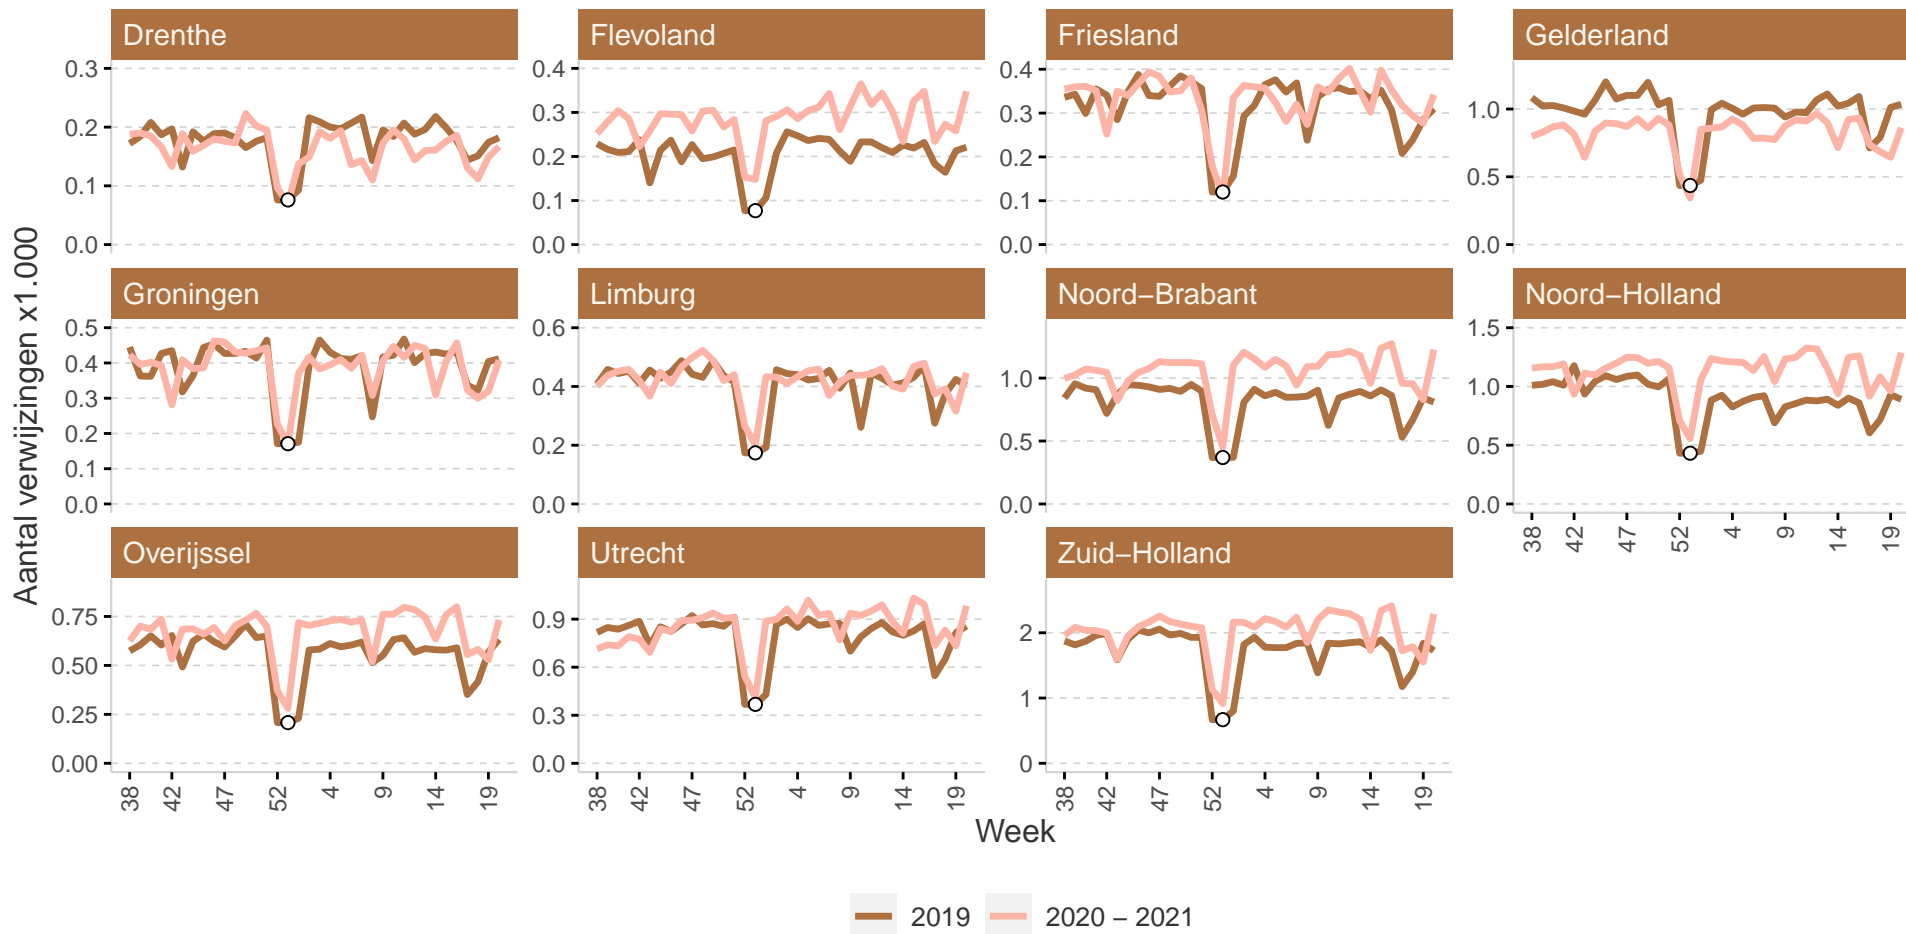 Drenthe
Flevoland
Friesland
Gelderland
0.3
0.2
0.1
0.0
0.4
0.3
0.2
0.1
0.0
0.4
0.3
0.2
0.1
0.0
1.0
0.5
0.0
Aantal verwijzingen x1.000
Groningen
Limburg
Noord−Brabant
Noord−Holland
0.5
0.4
0.3
0.2
0.1
0.0
0.6
0.4
0.2
0.0
1.0
0.5
0.0
1.5
1.0
0.5
0.0
38 42 47 52 4 9 14 19
Overijssel
Utrecht
Zuid−Holland
0.75
0.50
0.25
0.00
0.9
0.6
0.3
0.0
2
1
0
38 42 47 52 4 9 14 19
38 42 47 52 4 9 14 19
38 42 47 52 4 9 14 19
Week
2019
2020 − 2021